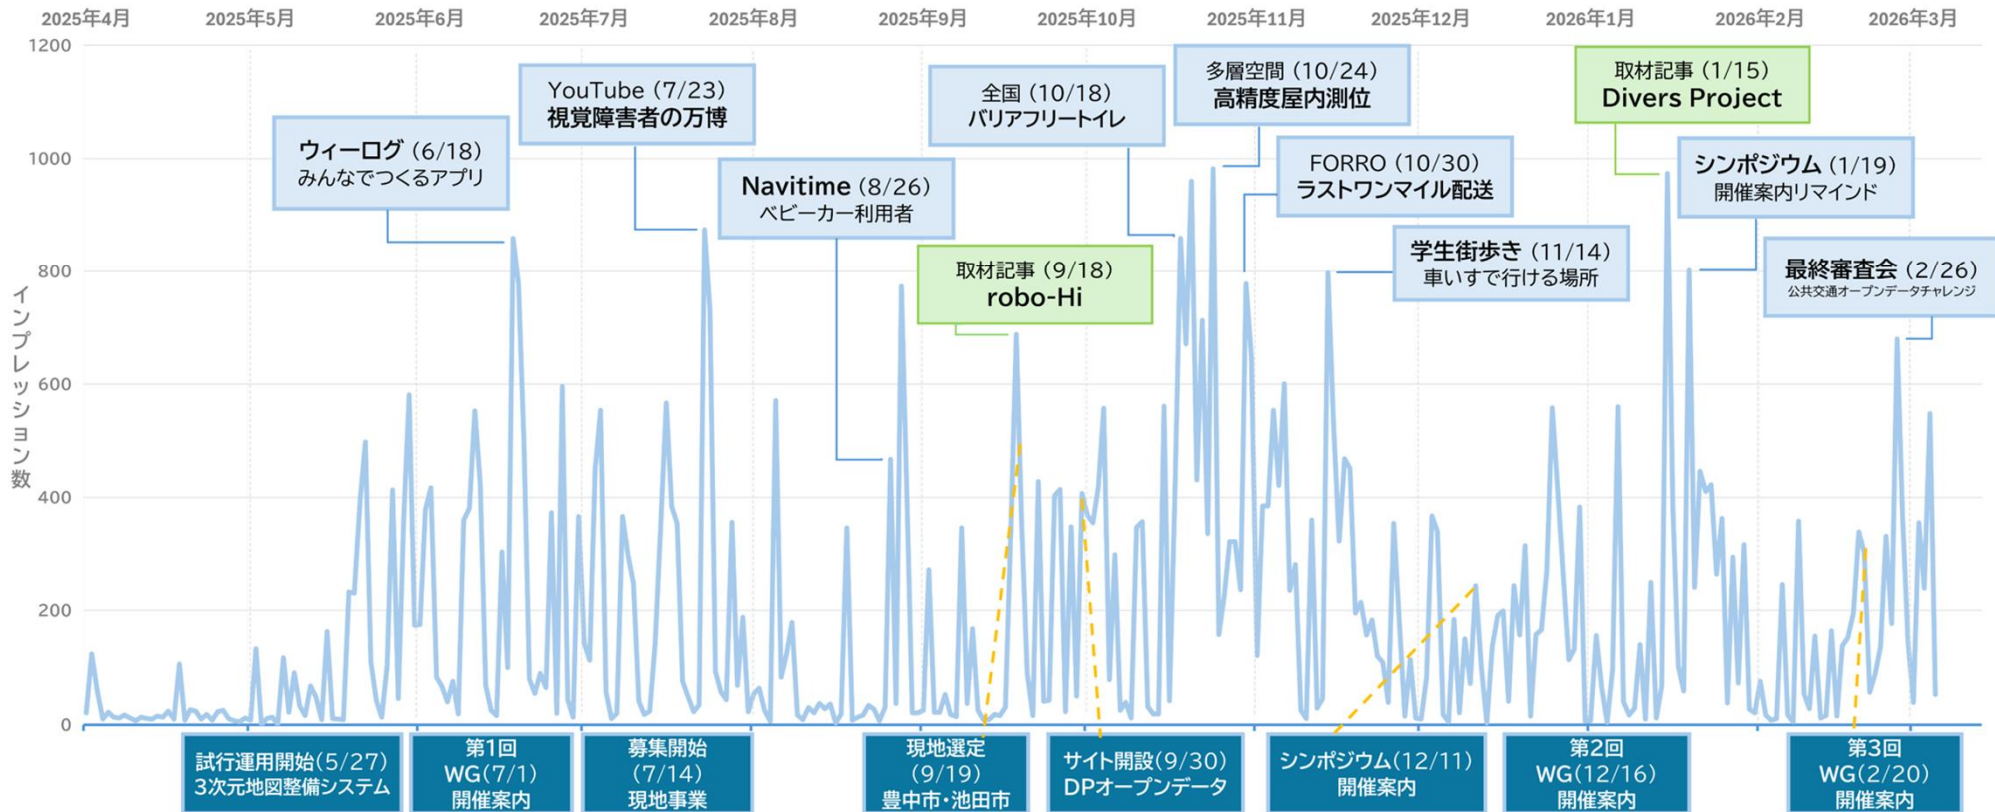 2025年4月 2025年5月 2025年6月 2025年7月 2025年8月 2025年9月 2025年10月 2025年11月 2025年12月 2026年1月 2026年2月 2026年3月
1200
1000
800
600
400
200
0
インプレッション数
ウィーログ (6/18)
みんなでつくるアプリ
YouTube (7/23)
視覚障害者の万博
Navitime (8/26)
ベビーカー利用者
取材記事 (9/18)
robo-Hi
全国 (10/18)
バリアフリートイレ
多層空間 (10/24)
高精度屋内測位
FORRO (10/30)
ラストワンマイル配送
学生街歩き (11/14)
車いすで行ける場所
取材記事 (1/15)
Divers Project
シンポジウム (1/19)
開催案内リマインド
最終審査会 (2/26)
公共交通オープンデータチャレンジ
試行運用開始(5/27)
3次元地図整備システム
第1回
WG(7/1)
開催案内
募集開始
(7/14)
現地事業
現地選定
(9/19)
豊中市・池田市
サイト開設(9/30)
DPオープンデータ
シンポジウム(12/11)
開催案内
第2回
WG(12/16)
開催案内
第3回
WG(2/20)
開催案内